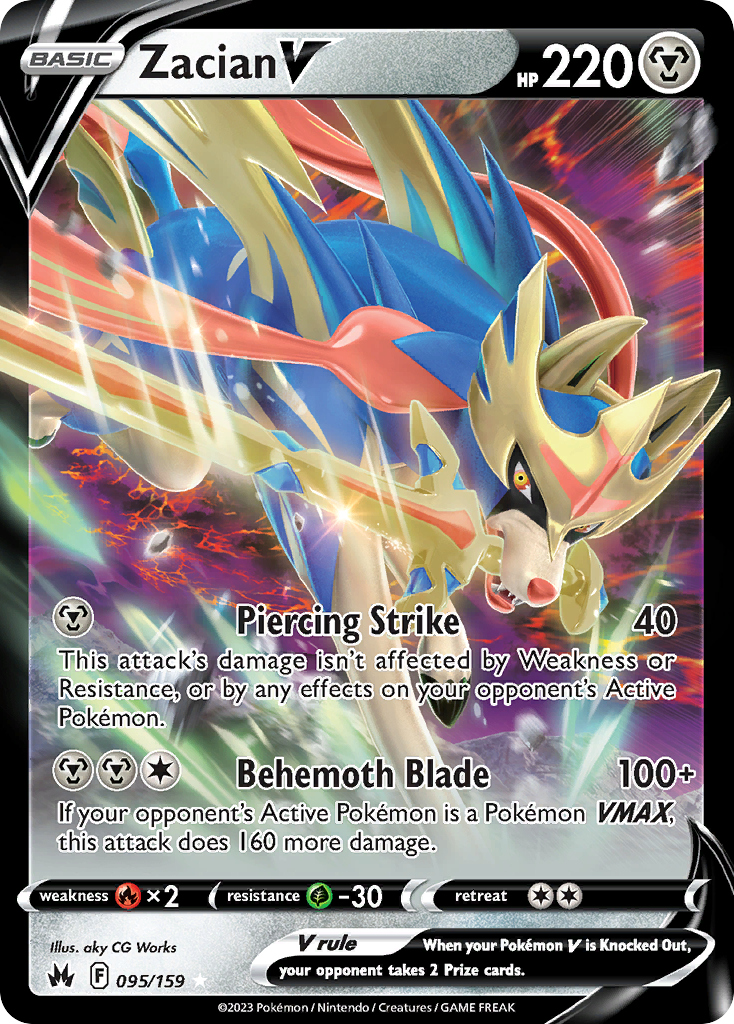 BASIC Zacian V HP 220
Piercing Strike 40
This attack's damage isn't affected by Weakness or
Resistance, or by any effects on your opponent's Active
Pokémon.
Behemoth Blade 100+
If your opponent's Active Pokémon is a Pokémon VMAX,
this attack does 160 more damage.
weakness ×2 resistance -30 retreat
Illus. aky CG Works
F 095/159
V rule When your Pokémon V is Knocked Out,
your opponent takes 2 Prize cards.
©2023 Pokémon / Nintendo / Creatures / GAME FREAK